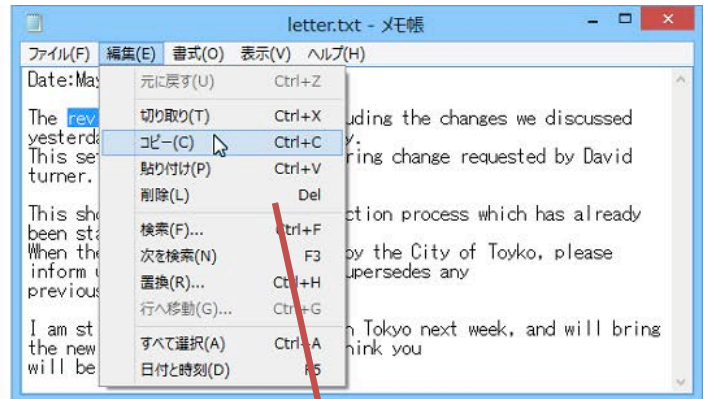 letter.txt - メモ帳
ファイル(F) 編集(E) 書式(O) 表示(V) ヘルプ(H)
元に戻す(U) Ctrl+Z
切り取り(T) Ctrl+X
コピー(C) Ctrl+C
貼り付け(P) Ctrl+V
削除(L) Del
検索(F)... Ctrl+F
次を検索(N) F3
置換(R)... Ctrl+H
行へ移動(G)... Ctrl+G
すべて選択(A) Ctrl+A
日付と時刻(D) F5
Date:May
The rev uding the changes we discussed
yesterda y.
This set ring change requested by David
turner.
This sho ction process which has already
been sta
When the by the City of Toyko, please
inform u upersedes any
previous
I am st n Tokyo next week, and will bring
the new hink you
will be